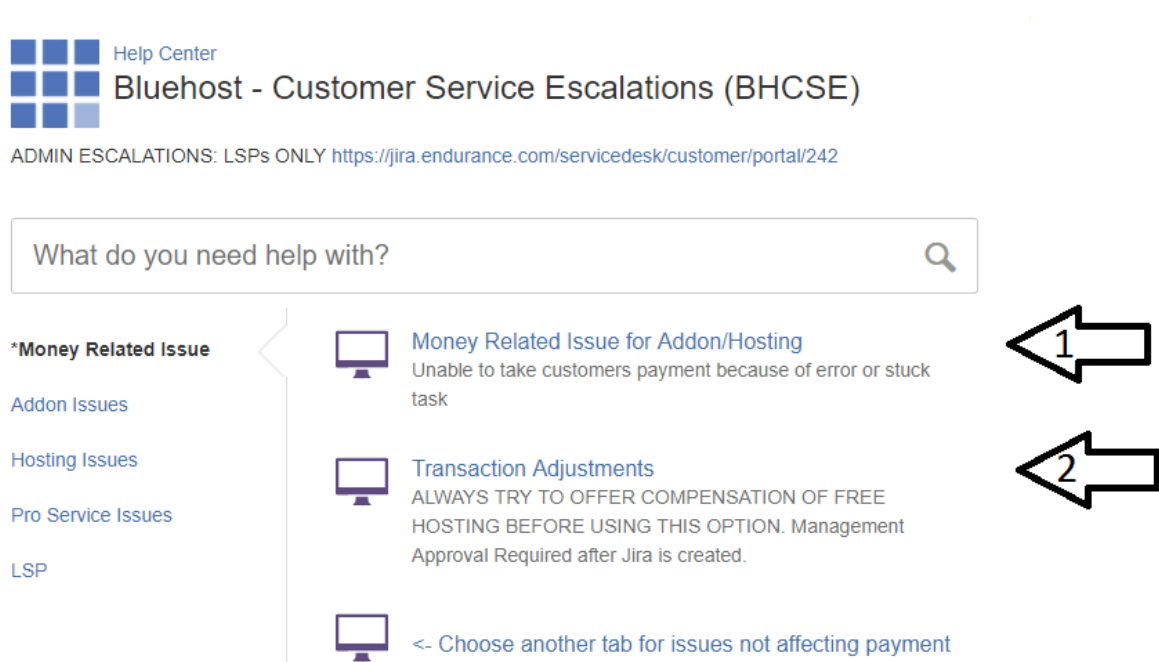 Help Center
Bluehost - Customer Service Escalations (BHCSE)
ADMIN ESCALATIONS: LSPs ONLY https://jira.endurance.com/servicedesk/customer/portal/242
What do you need help with?
*Money Related Issue
Addon Issues
Hosting Issues
Pro Service Issues
LSP
Money Related Issue for Addon/Hosting
Unable to take customers payment because of error or stuck
task
1
Transaction Adjustments
ALWAYS TRY TO OFFER COMPENSATION OF FREE
HOSTING BEFORE USING THIS OPTION. Management
Approval Required after Jira is created.
2
<- Choose another tab for issues not affecting payment